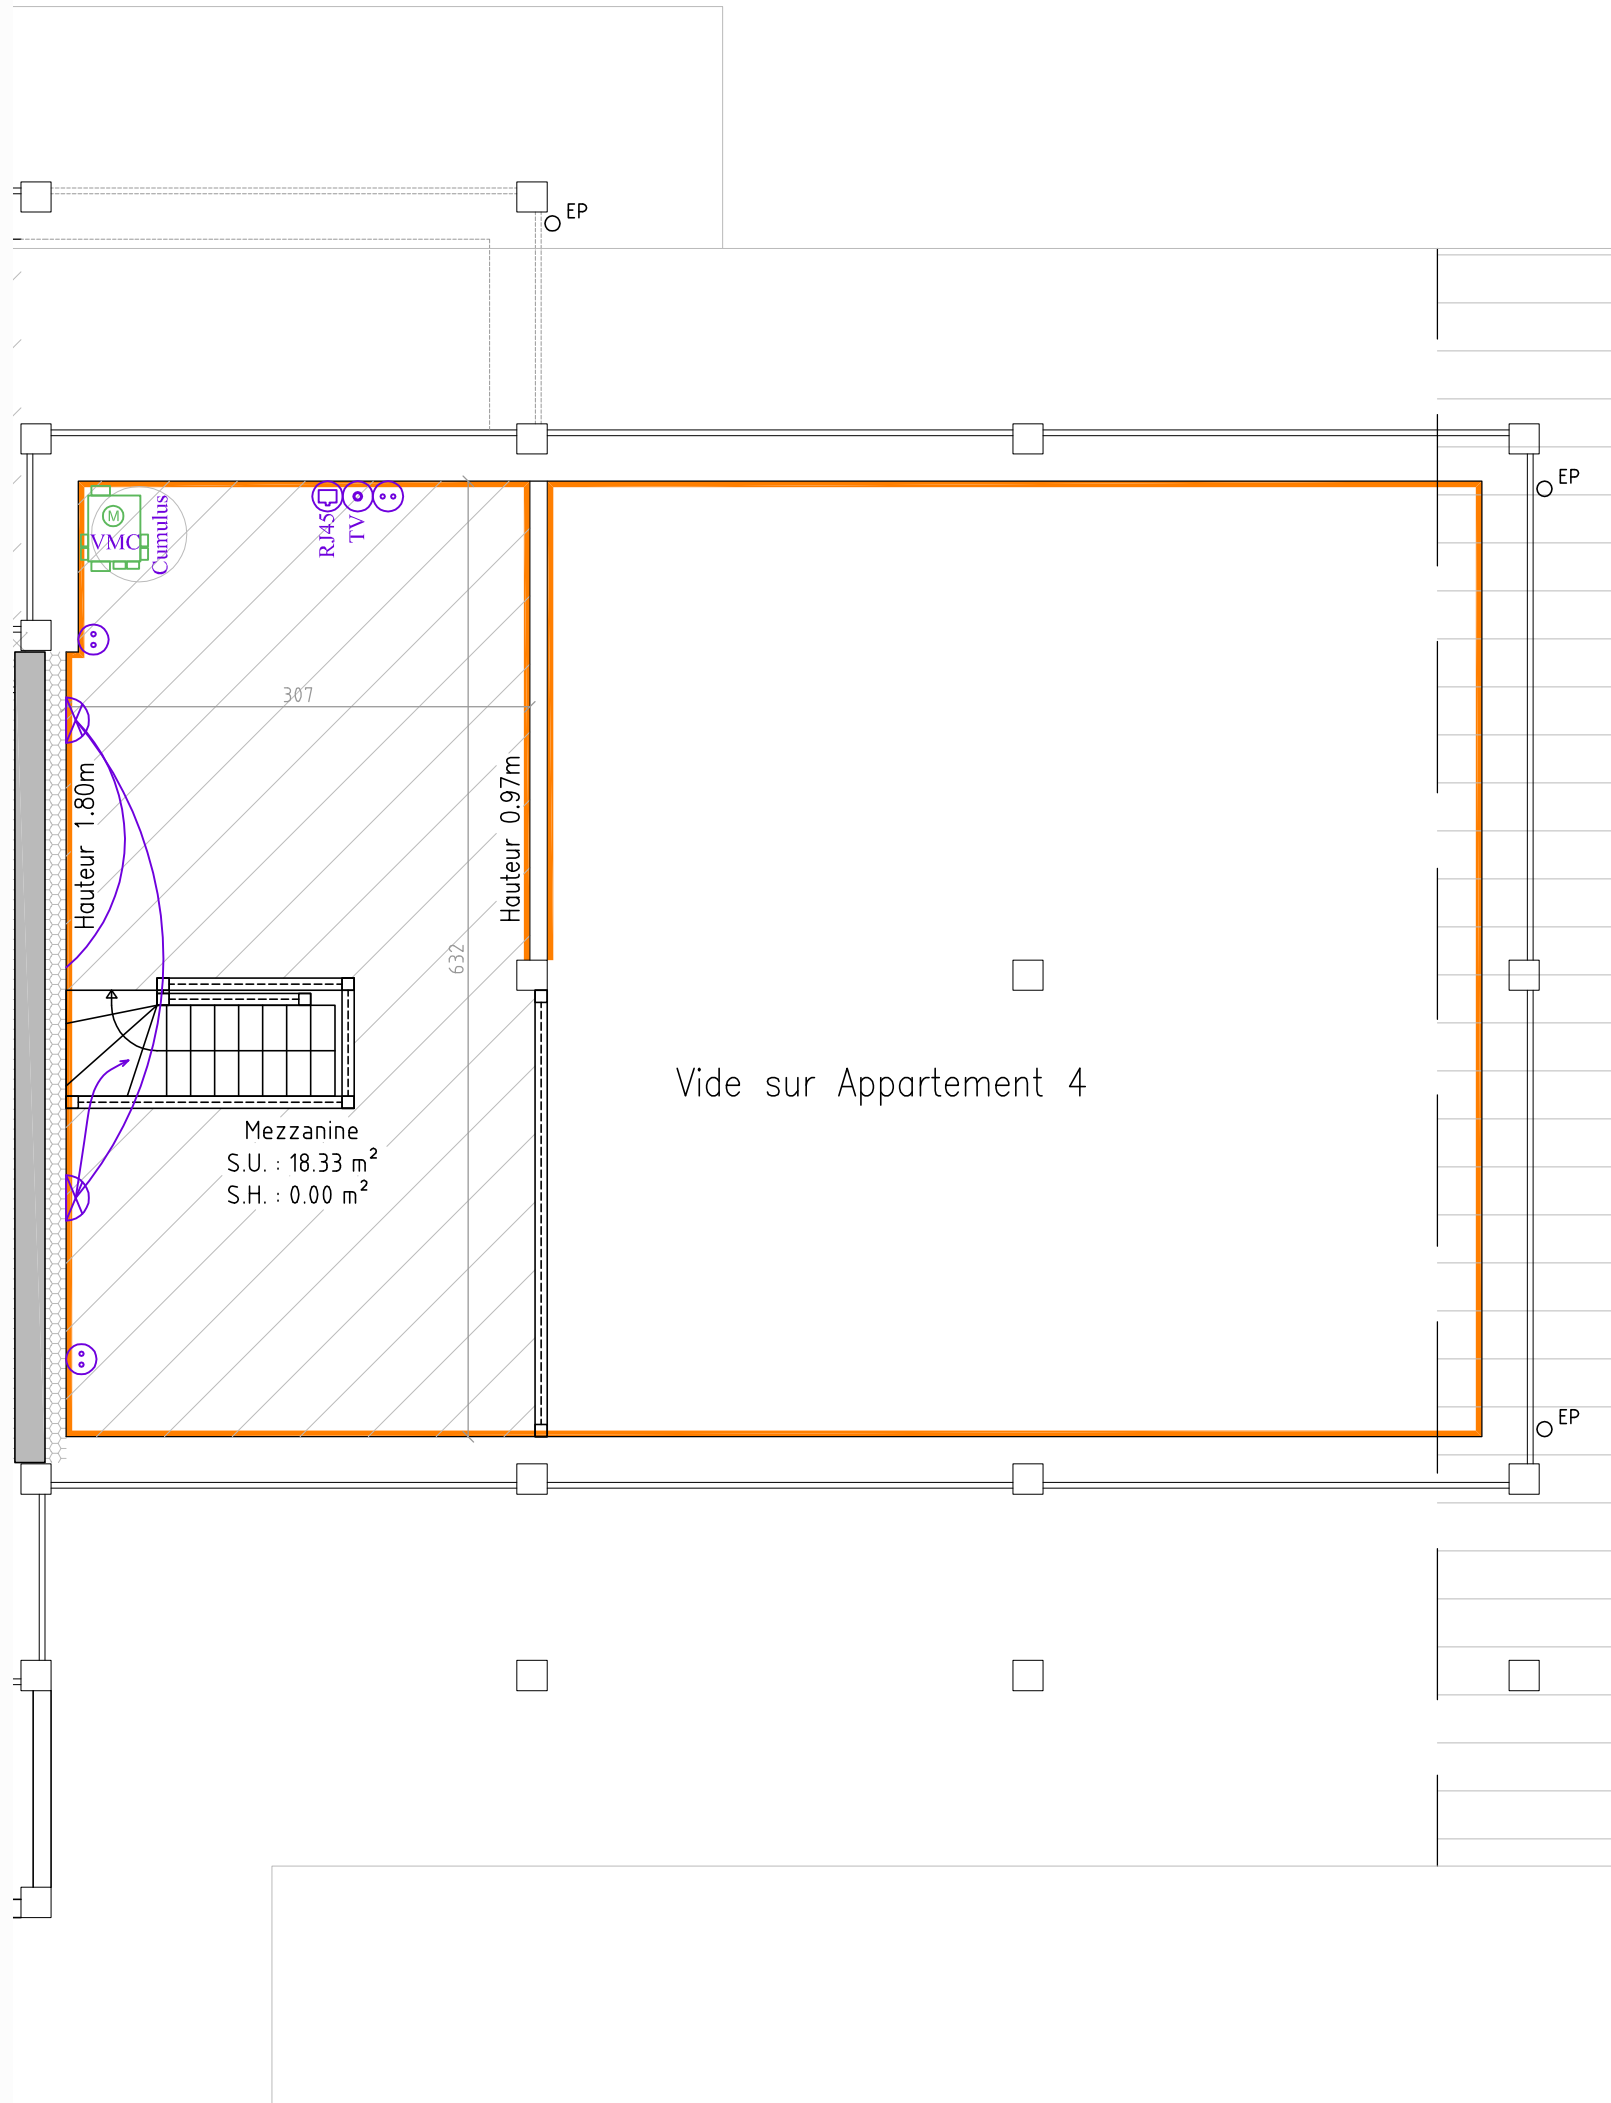 EP
EP
M
VMC
Cumulus
RJ45
TV
307
Hauteur 1.80m
Hauteur 0.97m
632
Vide sur Appartement 4
Mezzanine
S.U. : 18.33 m²
S.H. : 0.00 m²
EP